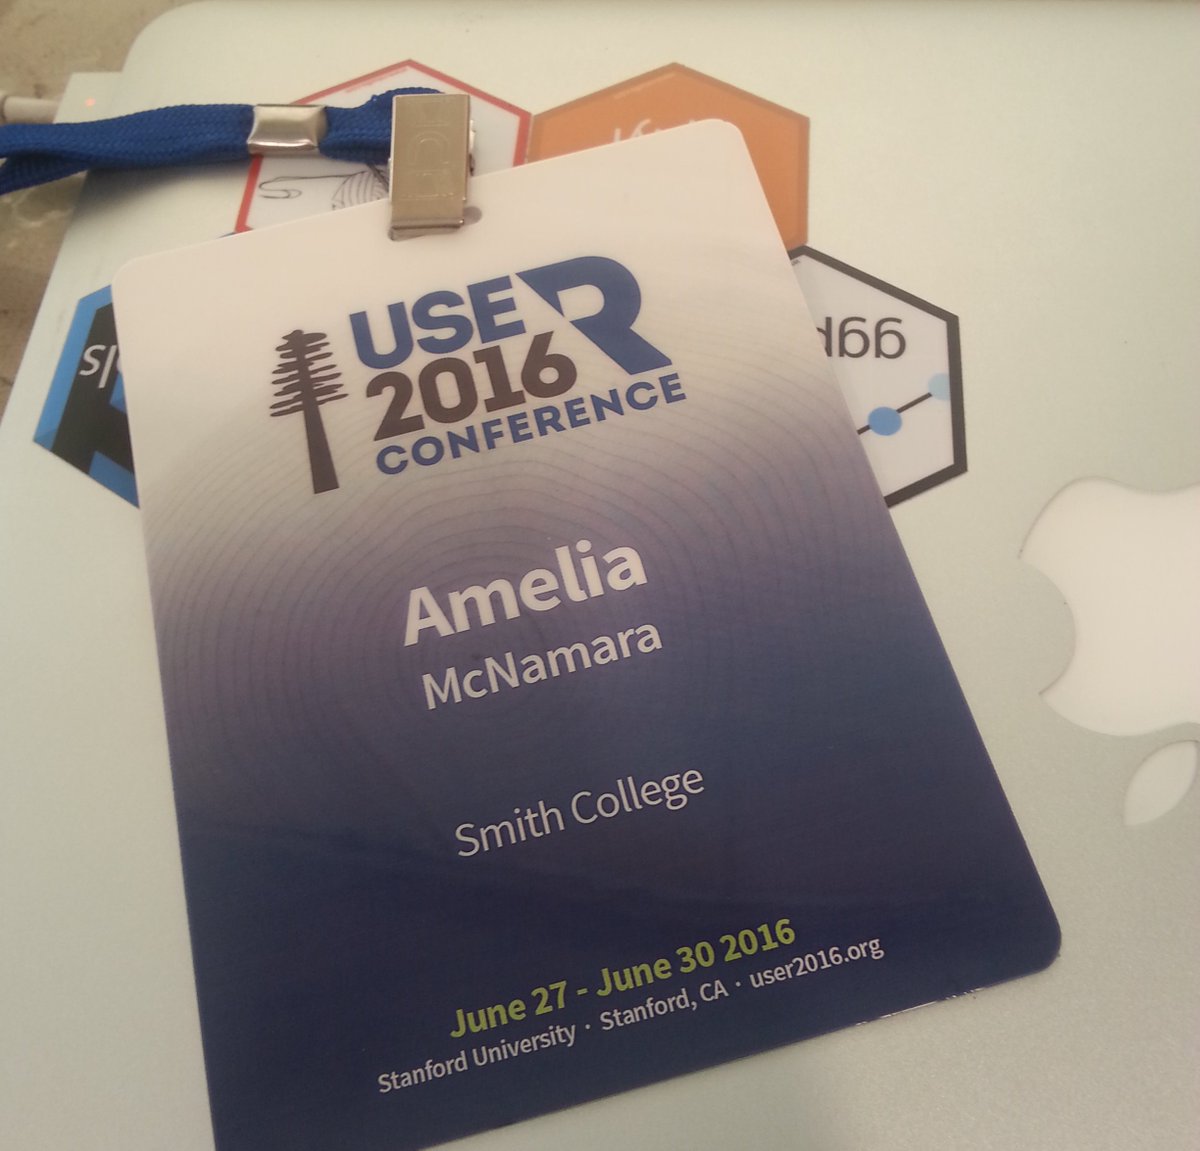 USER
2016
CONFERENCE
Amelia
McNamara
Smith College
June 27 - June 30 2016
Stanford University · Stanford, CA · user2016.org